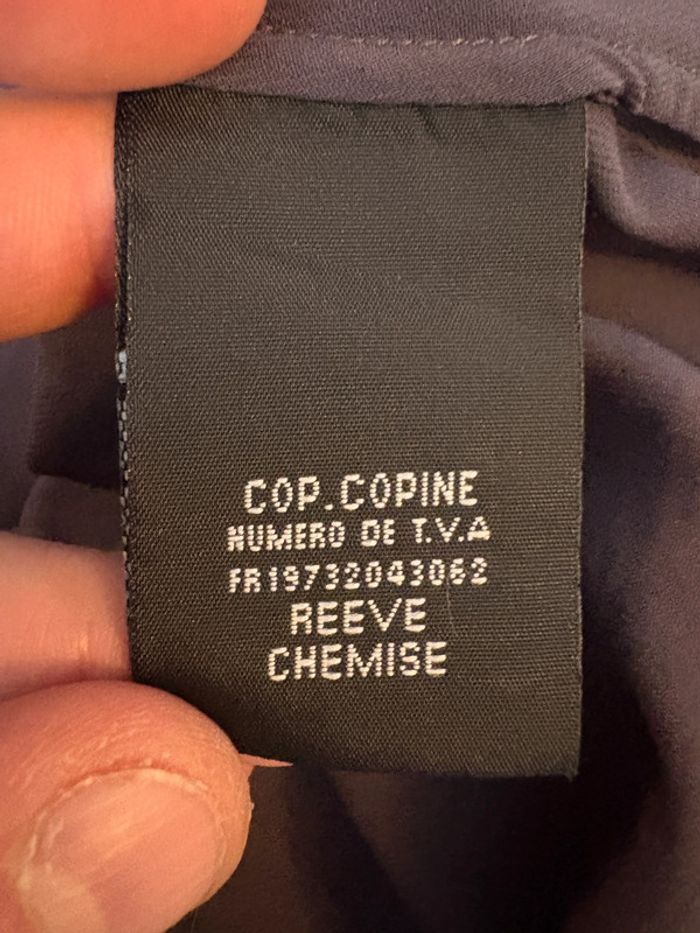 COP.COPINE
NUMERO DE T.V.A
FR19732043062
REEVE
CHEMISE